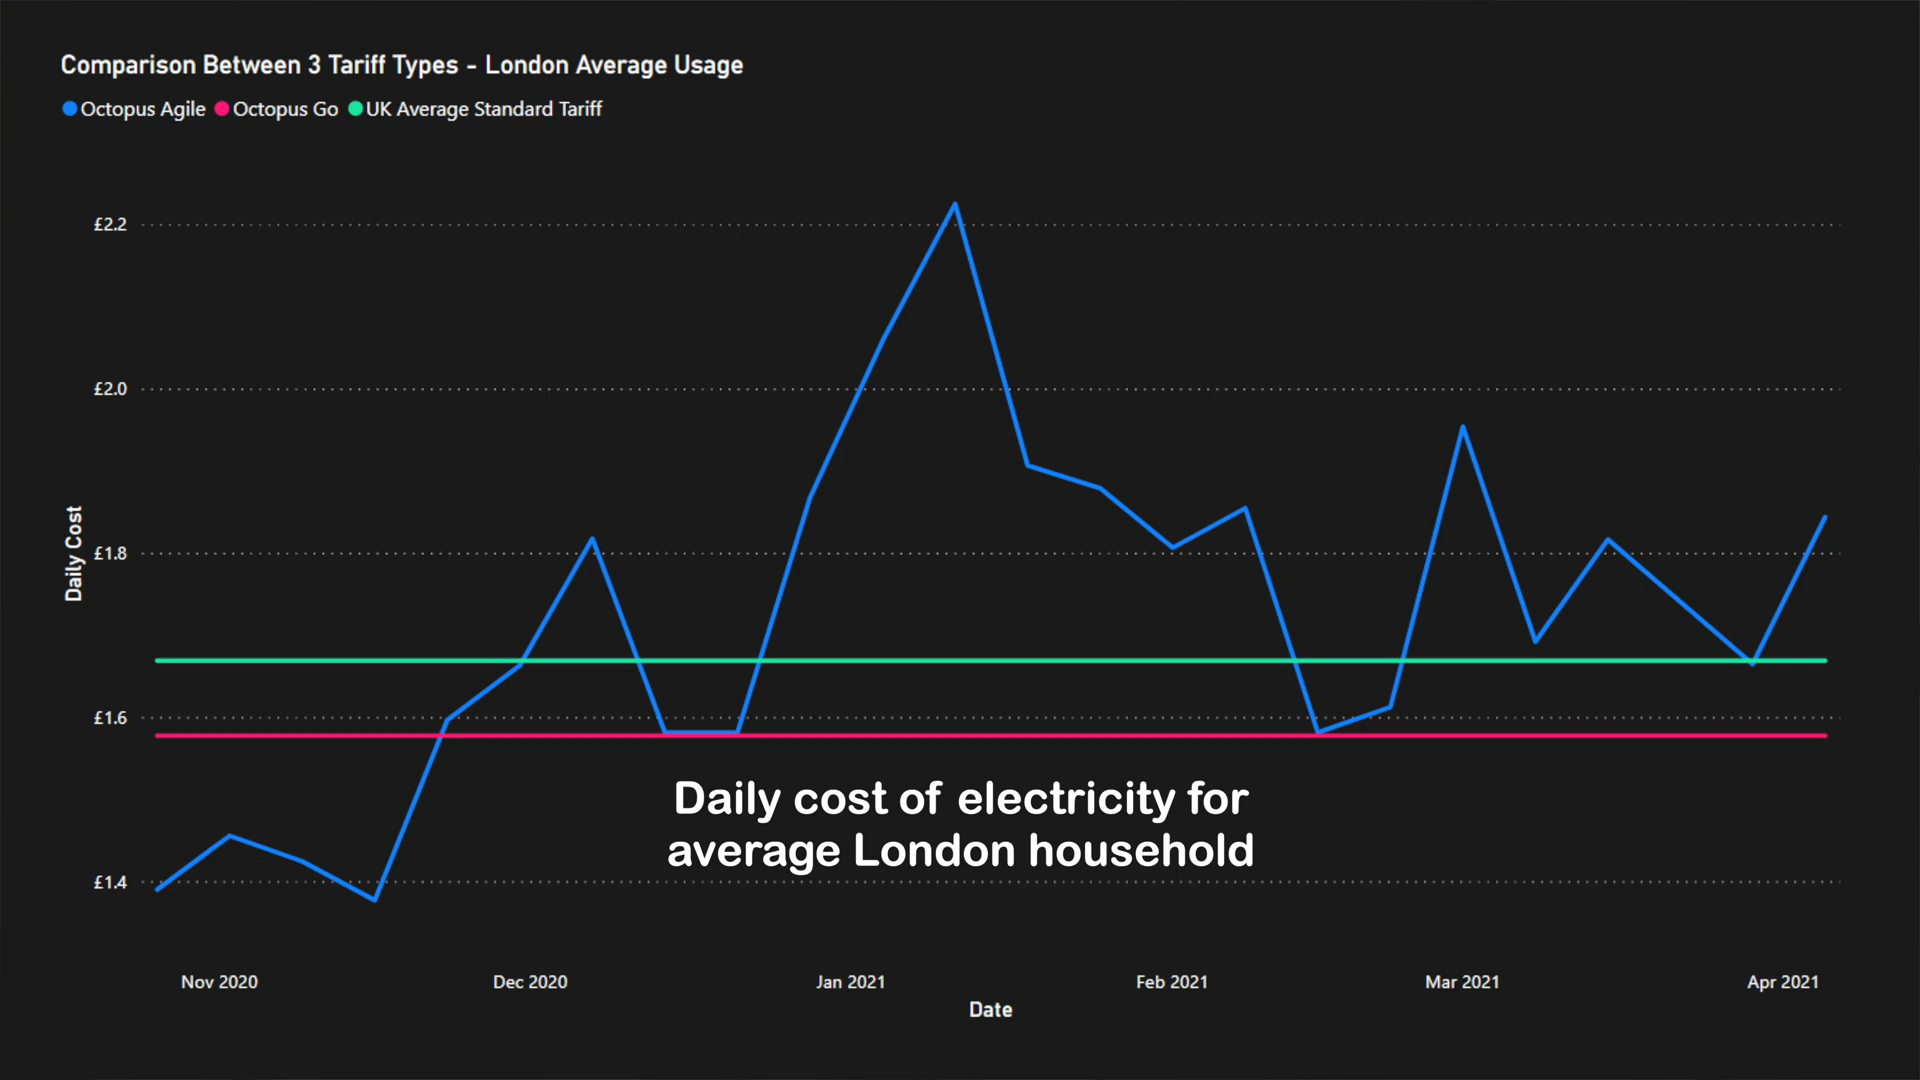 Comparison Between 3 Tariff Types - London Average Usage
Octopus Agile Octopus Go UK Average Standard Tariff
£2.2
£2.0
£1.8
£1.6
£1.4
Daily Cost
Daily cost of electricity for
average London household
Nov 2020 Dec 2020 Jan 2021 Feb 2021 Mar 2021 Apr 2021
Date